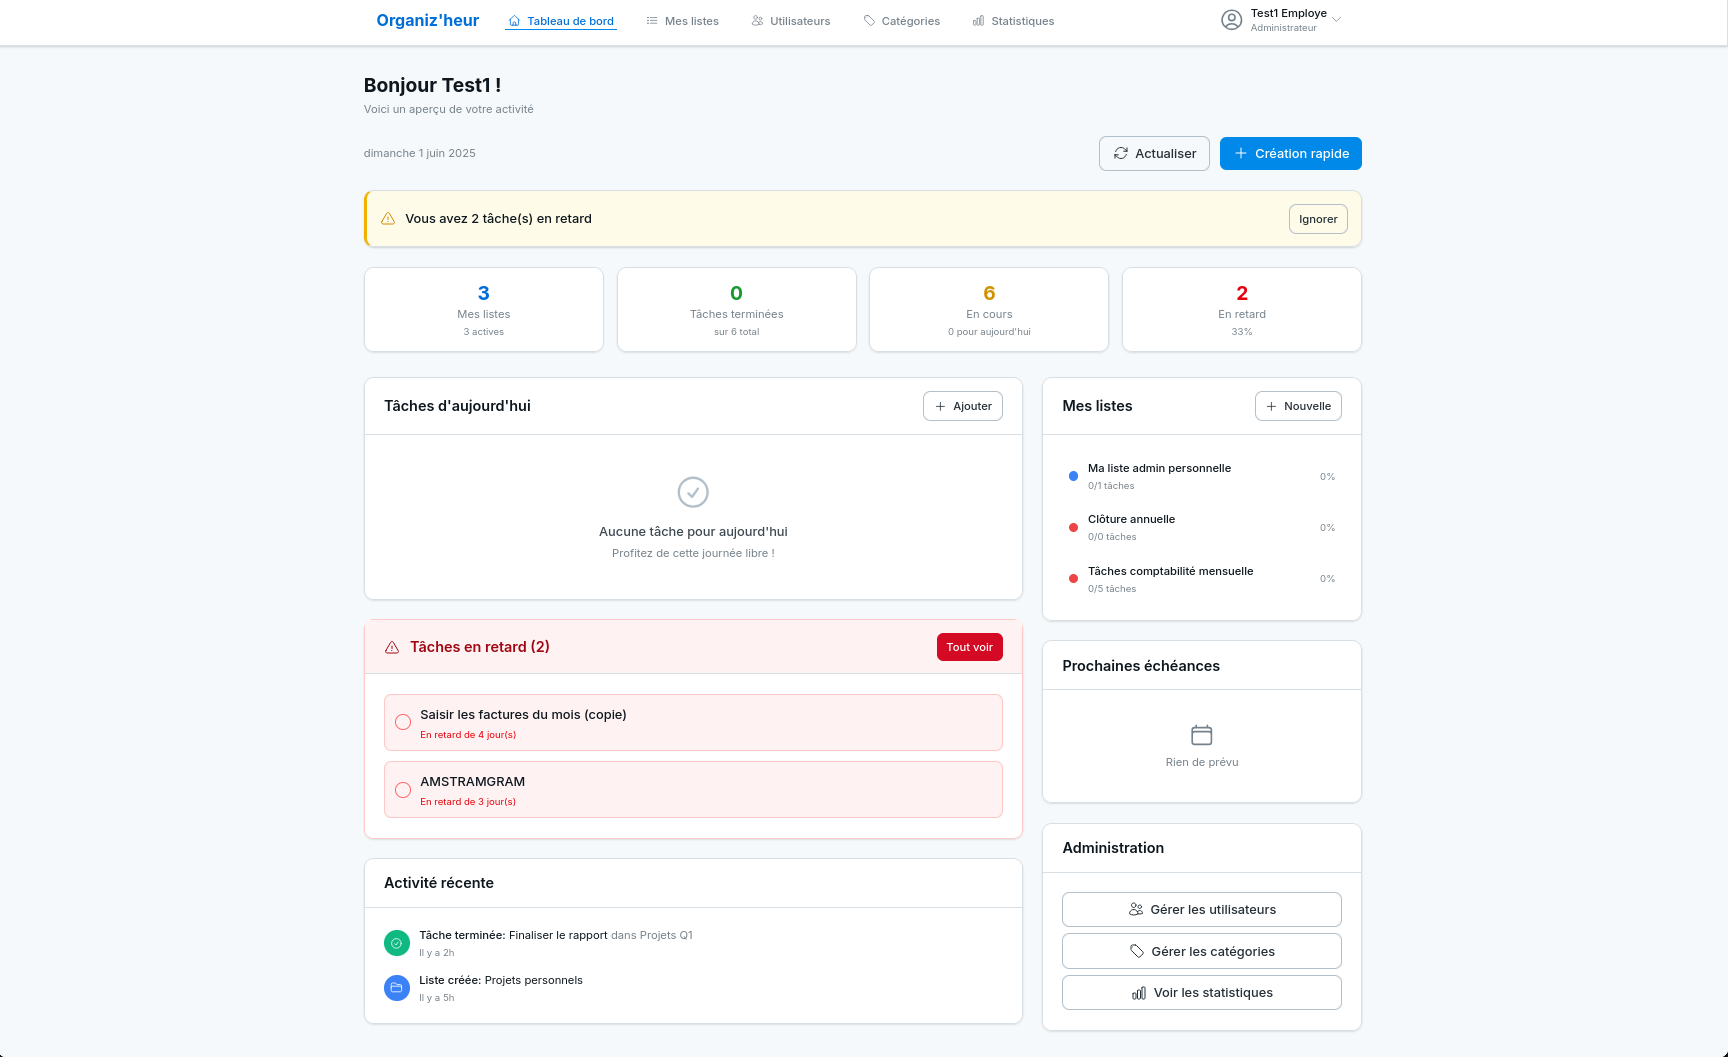 Organiz'heur
Tableau de bord
Mes listes
Utilisateurs
Catégories
Statistiques
Test1 Employe
Administrateur
Bonjour Test1 !
Voici un aperçu de votre activité
dimanche 1 juin 2025
Actualiser
Création rapide
Vous avez 2 tâche(s) en retard
Ignorer
3
Mes listes
3 actives
0
Tâches terminées
sur 6 total
6
En cours
0 pour aujourd'hui
2
En retard
33%
Tâches d'aujourd'hui
Ajouter
Aucune tâche pour aujourd'hui
Profitez de cette journée libre !
Tâches en retard (2)
Tout voir
Saisir les factures du mois (copie)
En retard de 4 jour(s)
AMSTRAMGRAM
En retard de 3 jour(s)
Activité récente
Tâche terminée: Finaliser le rapport dans Projets Q1
Il y a 2h
Liste créée: Projets personnels
Il y a 5h
Mes listes
Nouvelle
Ma liste admin personnelle
0/1 tâches
0%
Clôture annuelle
0/0 tâches
0%
Tâches comptabilité mensuelle
0/5 tâches
0%
Prochaines échéances
Rien de prévu
Administration
Gérer les utilisateurs
Gérer les catégories
Voir les statistiques